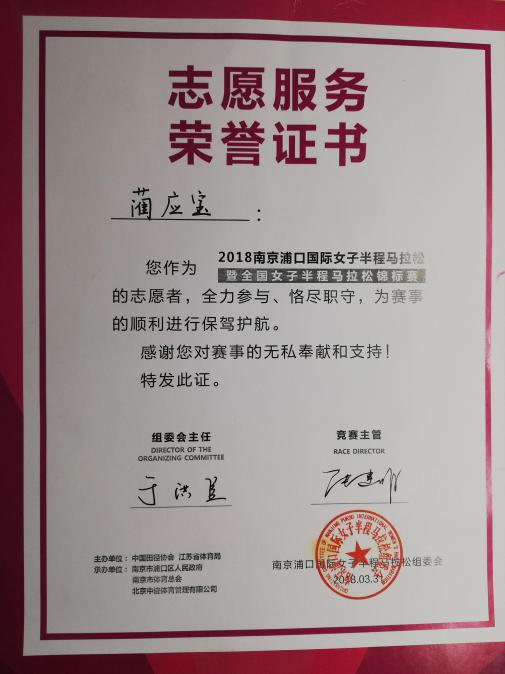 志愿服务
荣誉证书
蔺应宝：
您作为 2018南京浦口国际女子半程马拉松
暨全国女子半程马拉松锦标赛
的志愿者，全力参与、恪尽职守，为赛事
的顺利进行保驾护航。
感谢您对赛事的无私奉献和支持！
特发此证。
组委会主任
DIRECTOR OF THE
ORGANIZING COMMITTEE
竞赛主管
RACE DIRECTOR
主办单位： 中国田径协会 江苏省体育局
承办单位： 南京市浦口区人民政府
南京市体育总会
北京中迹体育管理有限公司
南京浦口国际女子半程马拉松组委会
2018.03.31